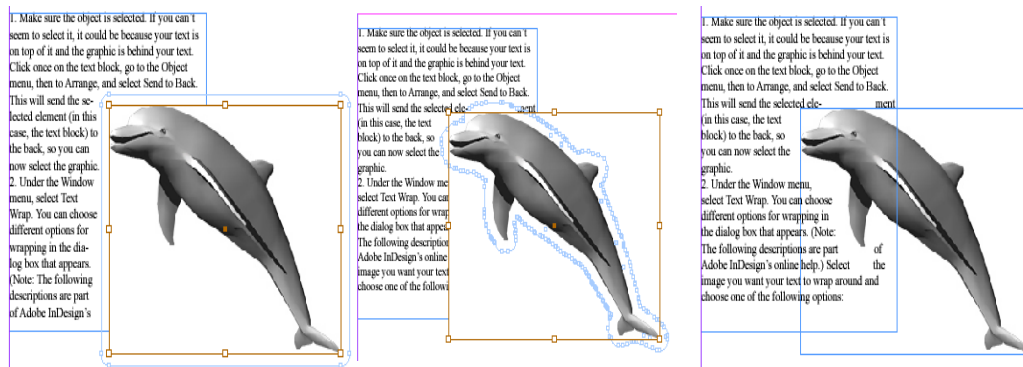 1. Make sure the object is selected. If you can't
seem to select it, it could be because your text is
on top of it and the graphic is behind your text.
Click once on the text block, go to the Object
menu, then to Arrange, and select Send to Back.
This will send the se-
lected element (in this
case, the text block) to
the back, so you can
now select the graphic.
2. Under the Window
menu, select Text
Wrap. You can choose
different options for
wrapping in the dia-
log box that appears.
(Note: The following
descriptions are part
of Adobe InDesign's
1. Make sure the object is selected. If you can't
seem to select it, it could be because your text is
on top of it and the graphic is behind your text.
Click once on the text block, go to the Object
menu, then to Arrange, and select Send to Back.
This will send the selected ele- ment
(in this case, the text
block) to the back, so
you can now select the
graphic.
2. Under the Window me
select Text Wrap. You can
different options for wrap
the dialog box that appea
The following description
Adobe InDesign's online
image you want your text
choose one of the followi
1. Make sure the object is selected. If you can't
seem to select it, it could be because your text is
on top of it and the graphic is behind your text.
Click once on the text block, go to the Object
menu, then to Arrange, and select Send to Back.
This will send the selected ele- ment
(in this case, the text
block) to the back, so
you can now select the
graphic.
2. Under the Window menu,
select Text Wrap. You can choose
different options for wrapping in
the dialog box that appears. (Note:
The following descriptions are part of
Adobe InDesign's online help.) Select the
image you want your text to wrap around and
choose one of the following options: